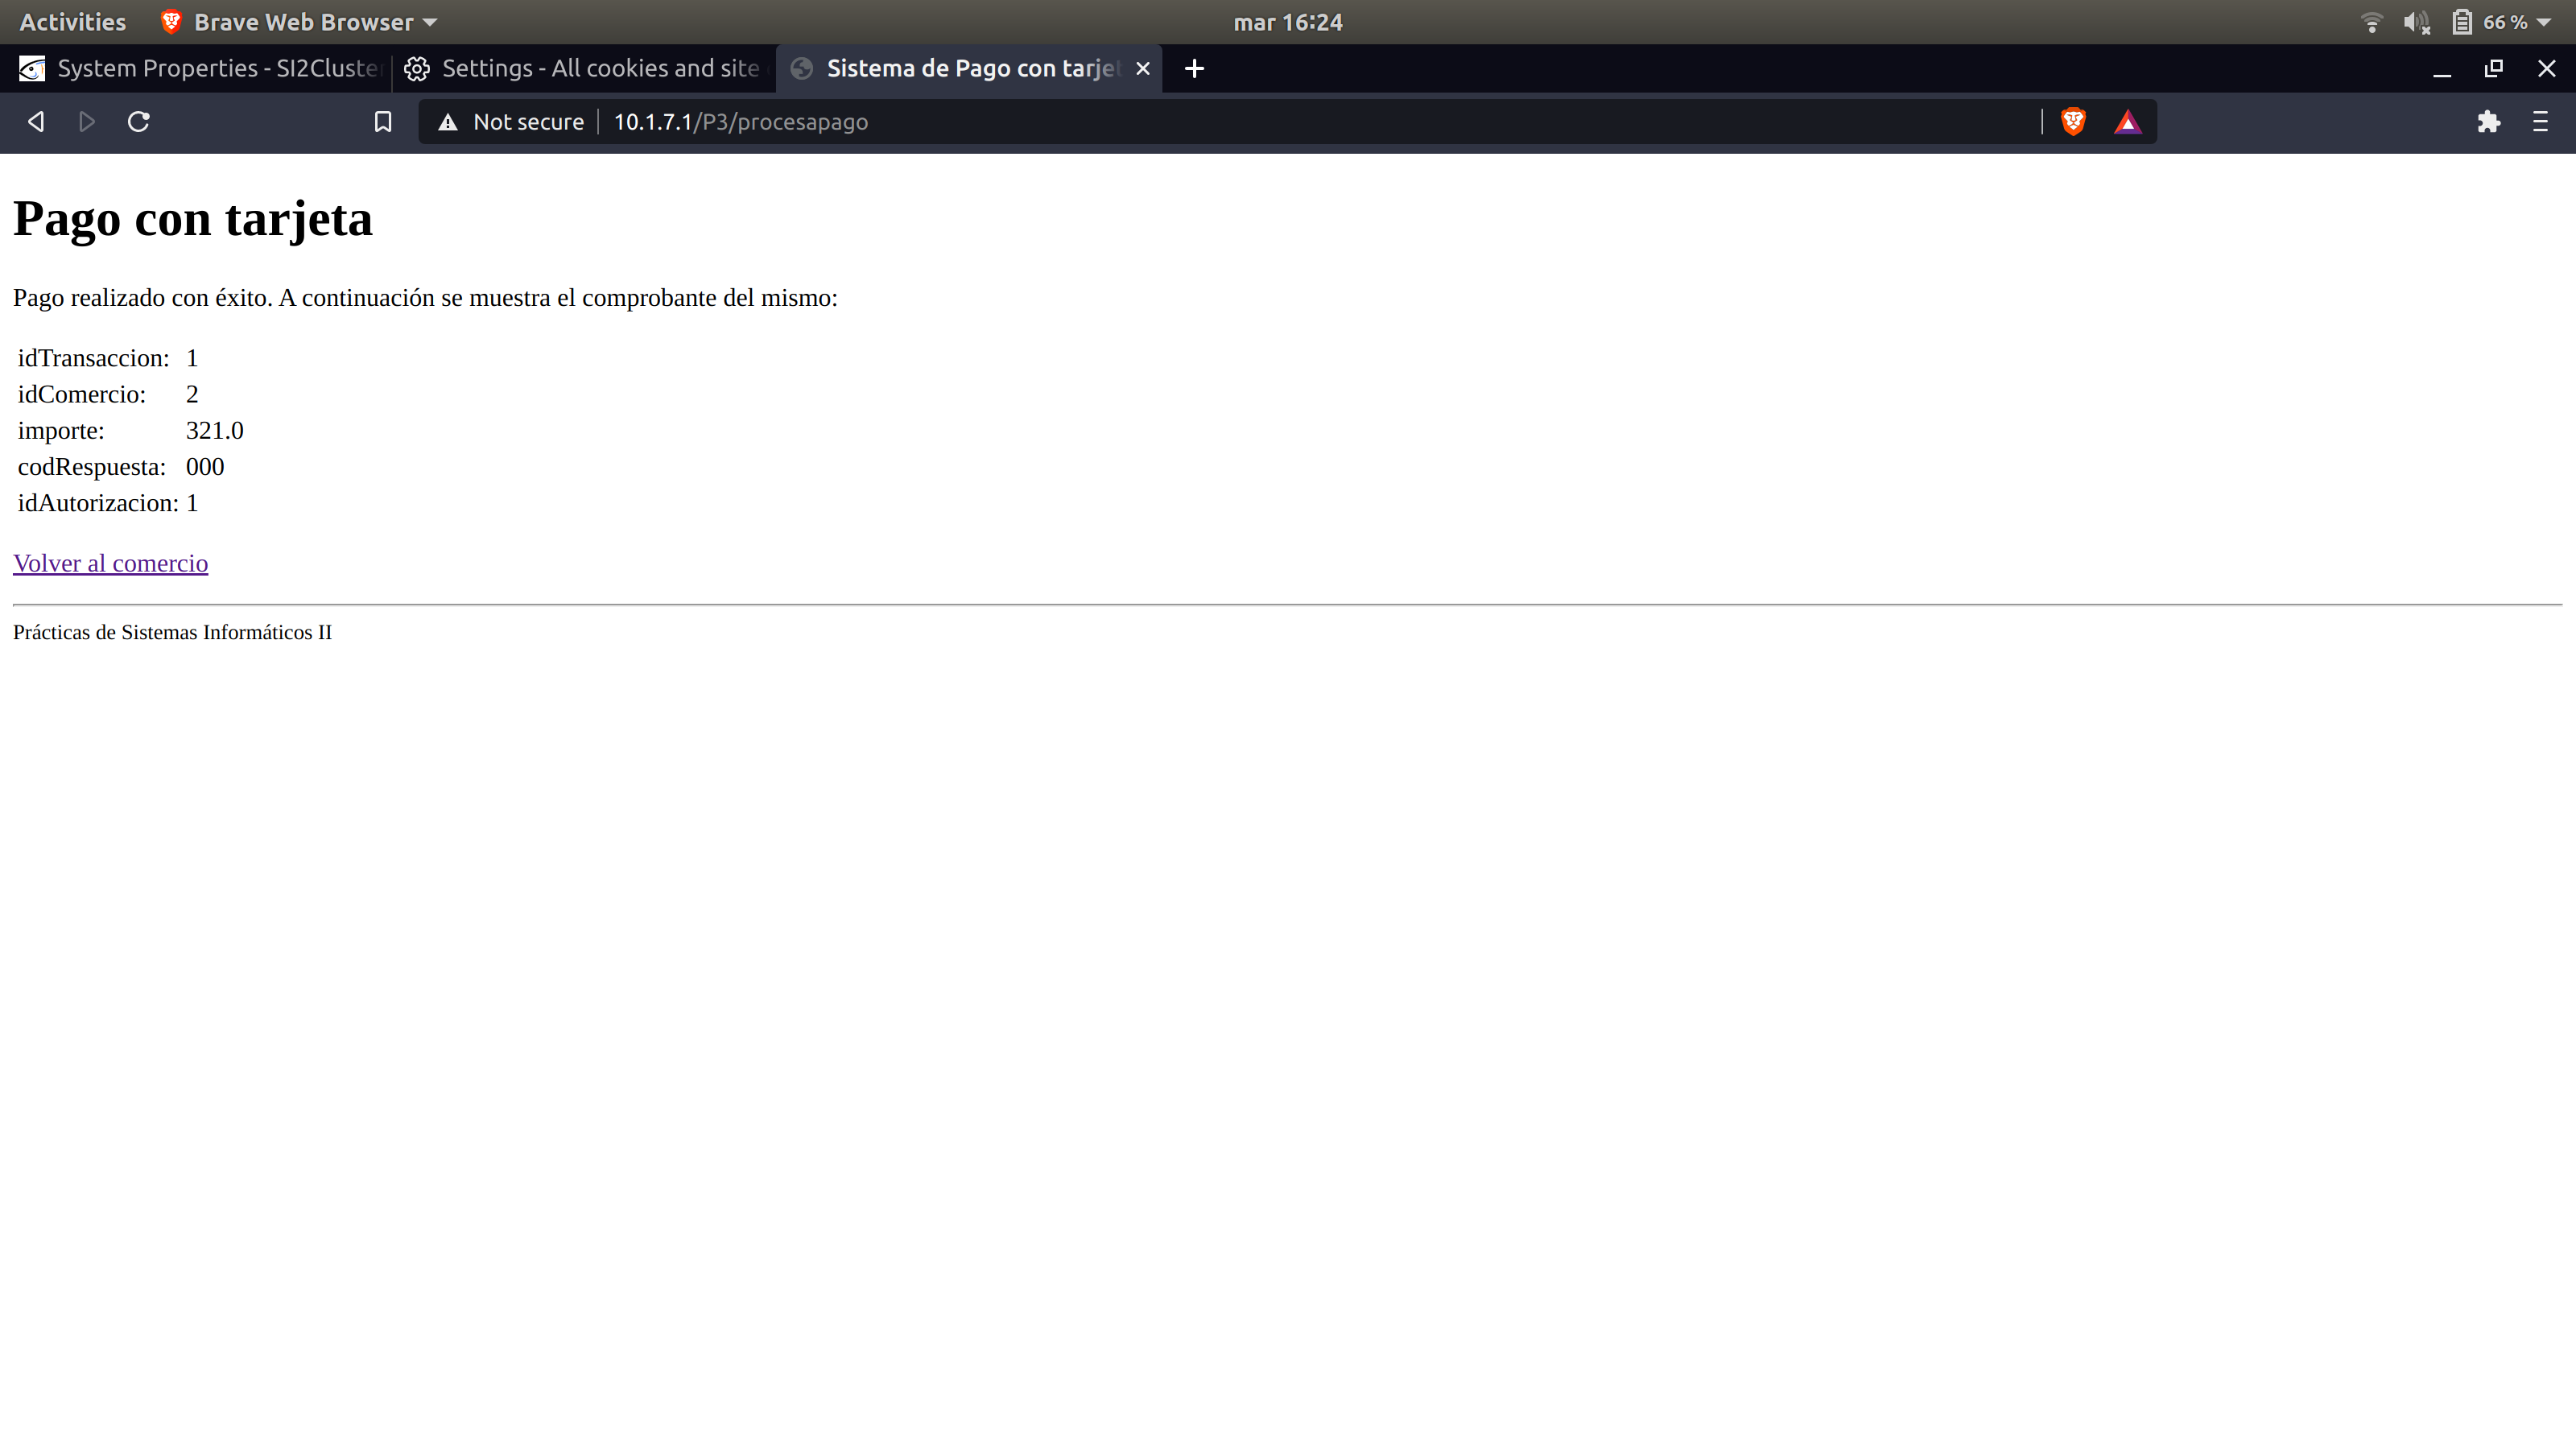 Activities Brave Web Browser mar 16:24 66 %
System Properties - SI2Cluster Settings - All cookies and site Sistema de Pago con tarjet
Not secure 10.1.7.1/P3/procesapago
Pago con tarjeta
Pago realizado con éxito. A continuación se muestra el comprobante del mismo:
idTransaccion: 1
idComercio: 2
importe: 321.0
codRespuesta: 000
idAutorizacion: 1
Volver al comercio
Prácticas de Sistemas Informáticos II